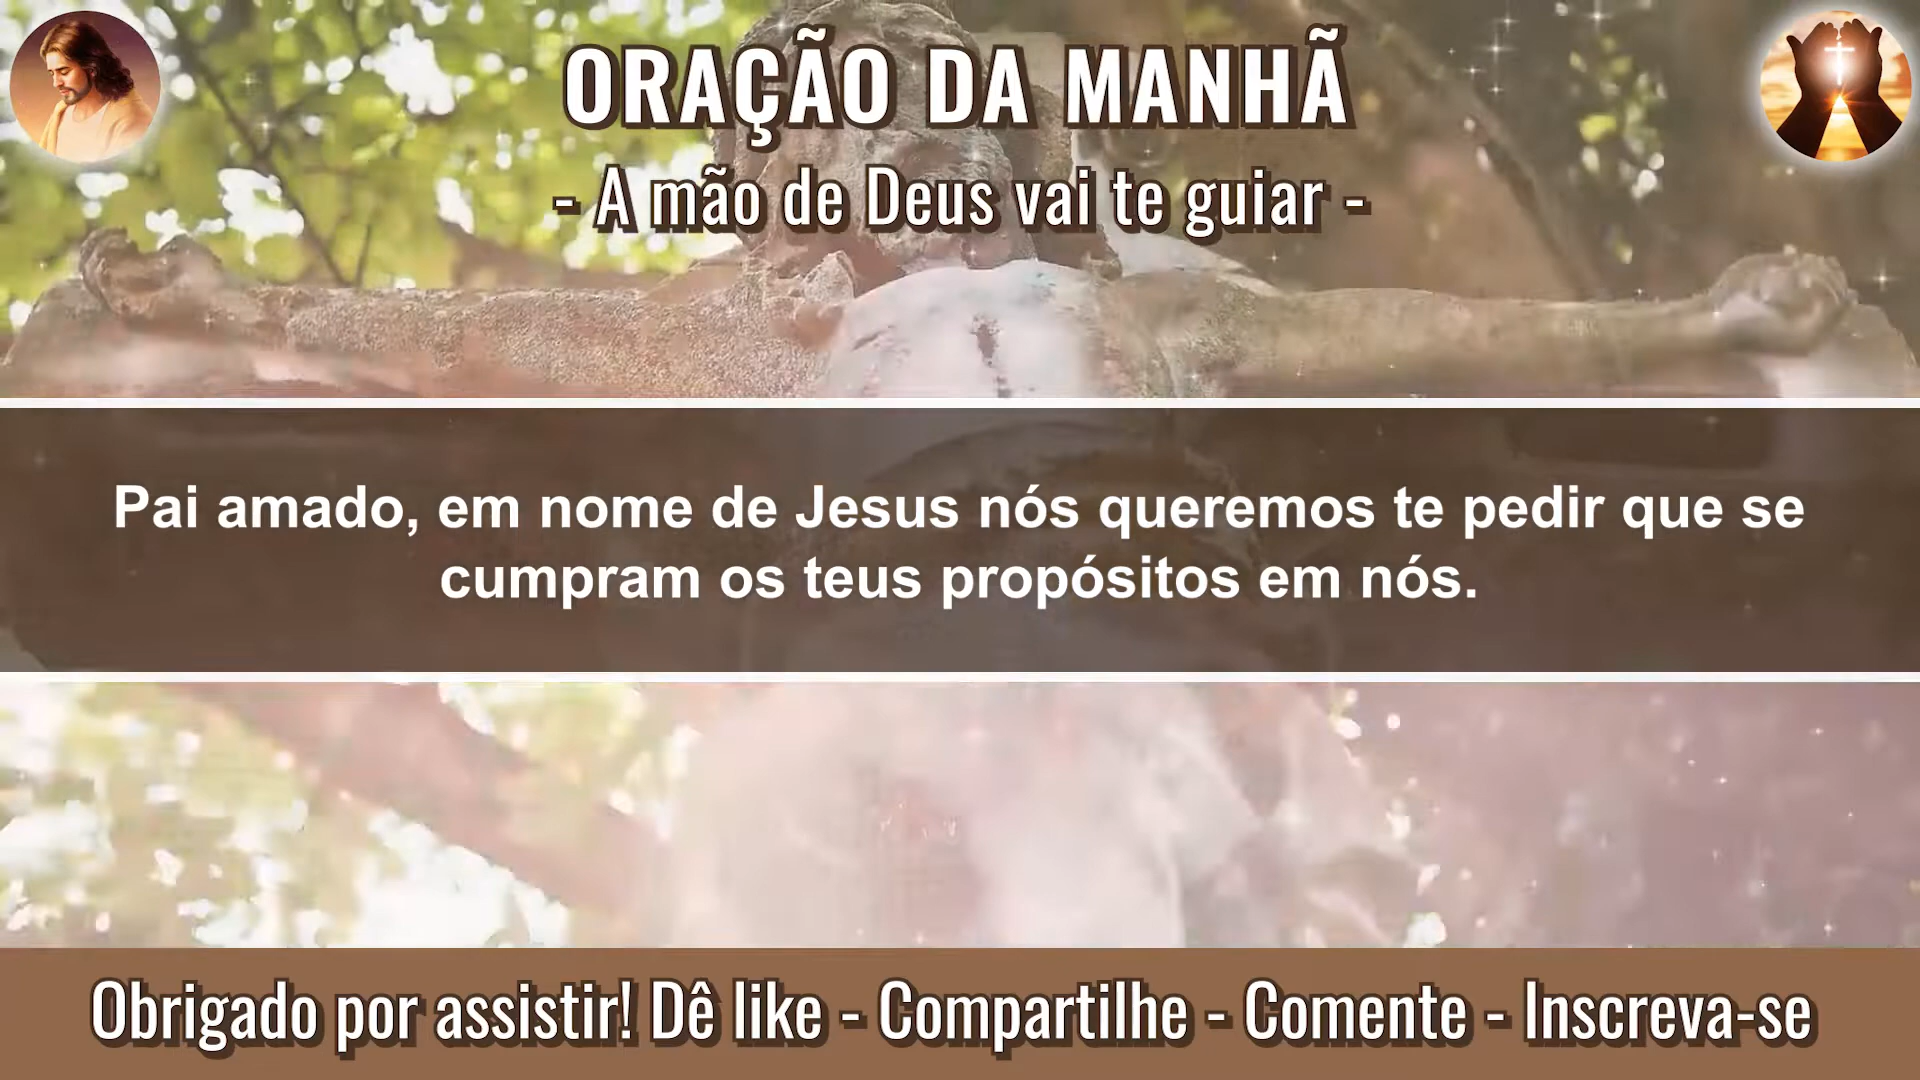 ORAÇÃO DA MANHÃ
- A mão de Deus vai te guiar -
Pai amado, em nome de Jesus nós queremos te pedir que se
cumpram os teus propósitos em nós.
Obrigado por assistir! Dê like - Compartilhe - Comente - Inscreva-se